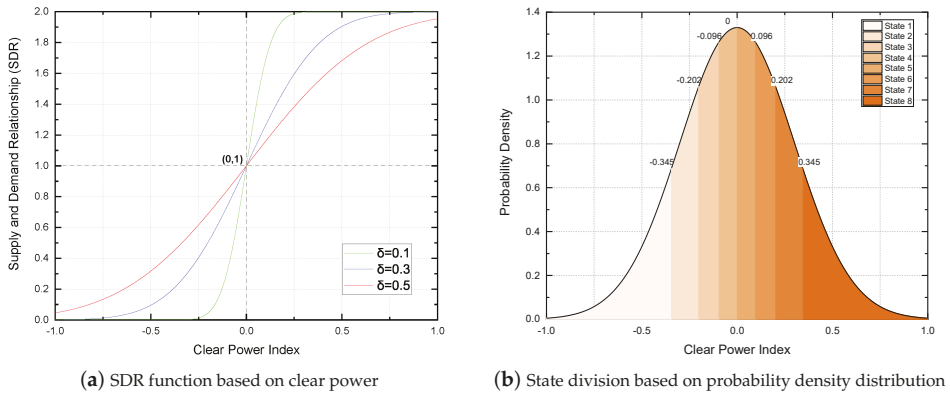 2.0
1.8
1.6
1.4
1.2
1.0
0.8
0.6
0.4
0.2
0.0
Supply and Demand Relationship (SDR)
(0,1)
δ=0.1
δ=0.3
δ=0.5
-1.0 -0.5 0.0 0.5 1.0
Clear Power Index
(a) SDR function based on clear power
1.4
1.2
1.0
0.8
0.6
0.4
0.2
0.0
Probability Density
0
-0.096 0.096
-0.202 0.202
-0.345 0.345
State 1
State 2
State 3
State 4
State 5
State 6
State 7
State 8
-1.0 -0.5 0.0 0.5 1.0
Clear Power Index
(b) State division based on probability density distribution